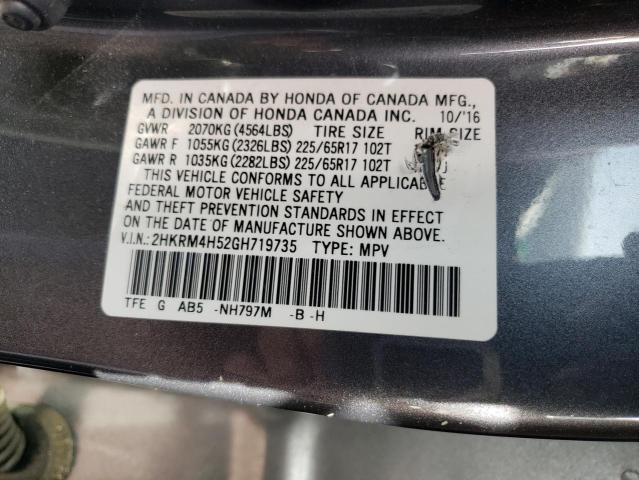 MFD. IN CANADA BY HONDA OF CANADA MFG.,
A DIVISION OF HONDA CANADA INC. 10/'16
GVWR 2070KG (4564LBS) TIRE SIZE RIM SIZE
GAWR F 1055KG (2326LBS) 225/65R17 102T
GAWR R 1035KG (2282LBS) 225/65R17 102T
THIS VEHICLE CONFORMS TO ALL APPLICABLE
FEDERAL MOTOR VEHICLE SAFETY
AND THEFT PREVENTION STANDARDS IN EFFECT
ON THE DATE OF MANUFACTURE SHOWN ABOVE.
V.I.N.: 2HKRM4H52GH719735 TYPE: MPV
TFE G AB5 -NH797M -B -H